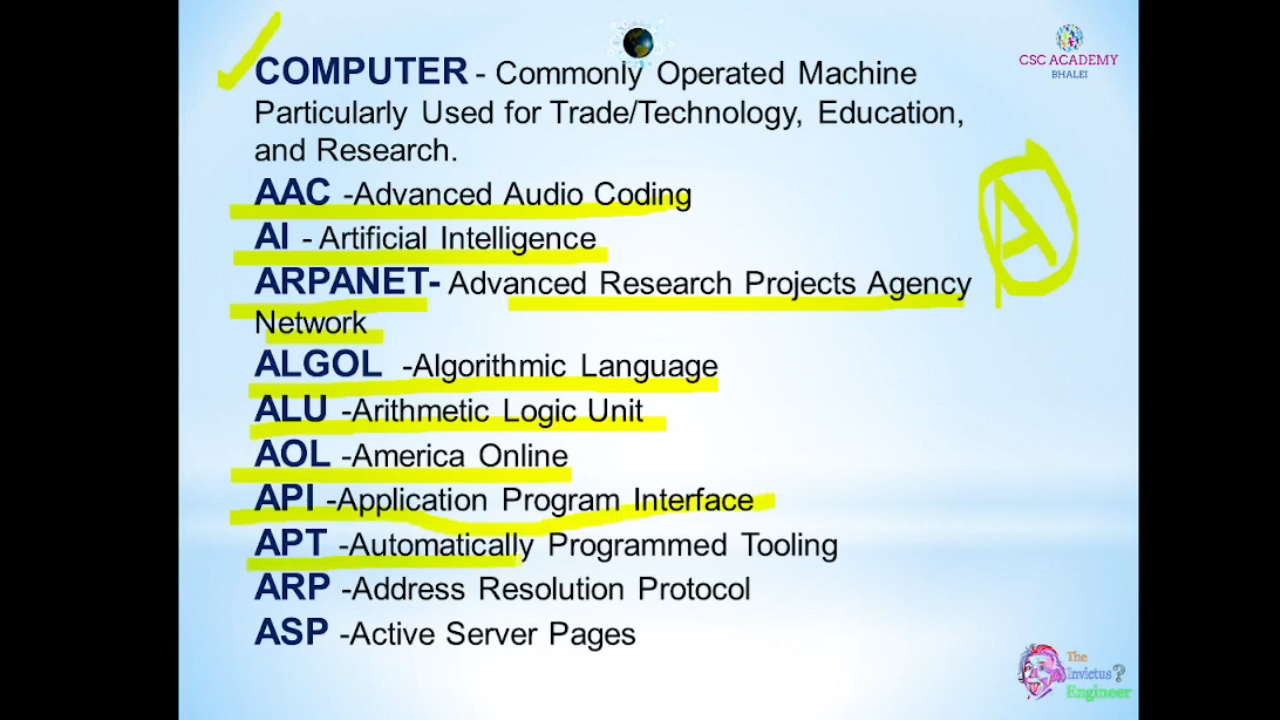 COMPUTER - Commonly Operated Machine
Particularly Used for Trade/Technology, Education,
and Research.
AAC -Advanced Audio Coding
AI - Artificial Intelligence
ARPANET- Advanced Research Projects Agency
Network
ALGOL -Algorithmic Language
ALU -Arithmetic Logic Unit
AOL -America Online
API -Application Program Interface
APT -Automatically Programmed Tooling
ARP -Address Resolution Protocol
ASP -Active Server Pages
CSC ACADEMY
BHALEI
A
The
Invictus?
Engineer